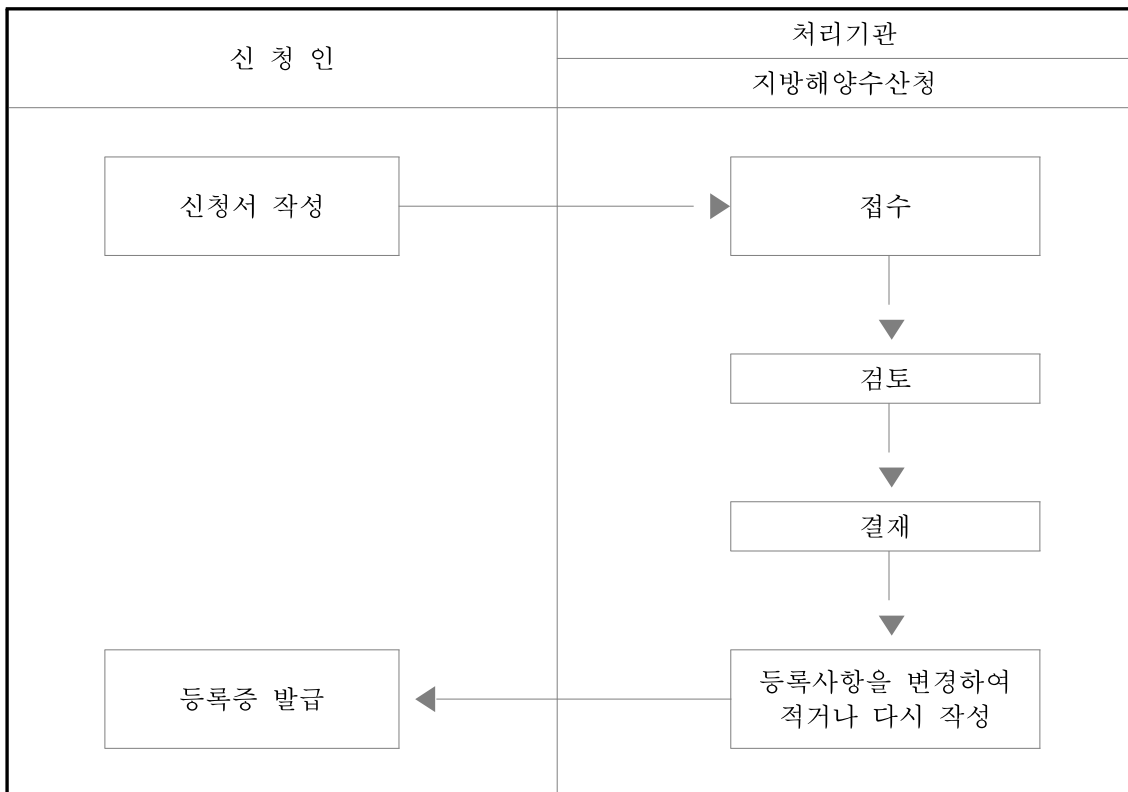 신 청 인
처리기관
지방해양수산청
신청서 작성
접수
검토
결재
등록사항을 변경하여
적거나 다시 작성
등록증 발급